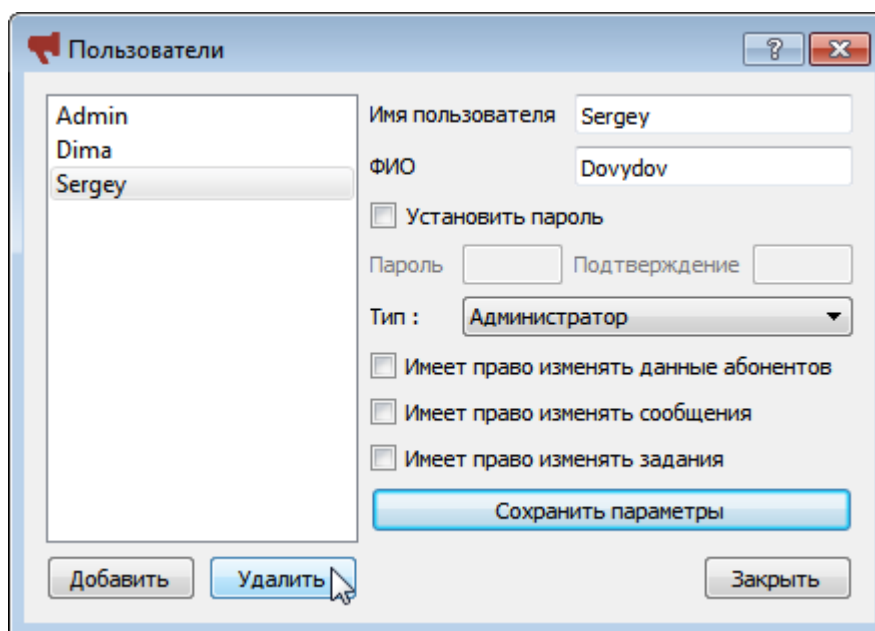 Пользователи
Admin
Dima
Sergey
Имя пользователя Sergey
ФИО Dovydov
Установить пароль
Пароль Подтверждение
Тип : Администратор
Имеет право изменять данные абонентов
Имеет право изменять сообщения
Имеет право изменять задания
Сохранить параметры
Добавить Удалить Закрыть